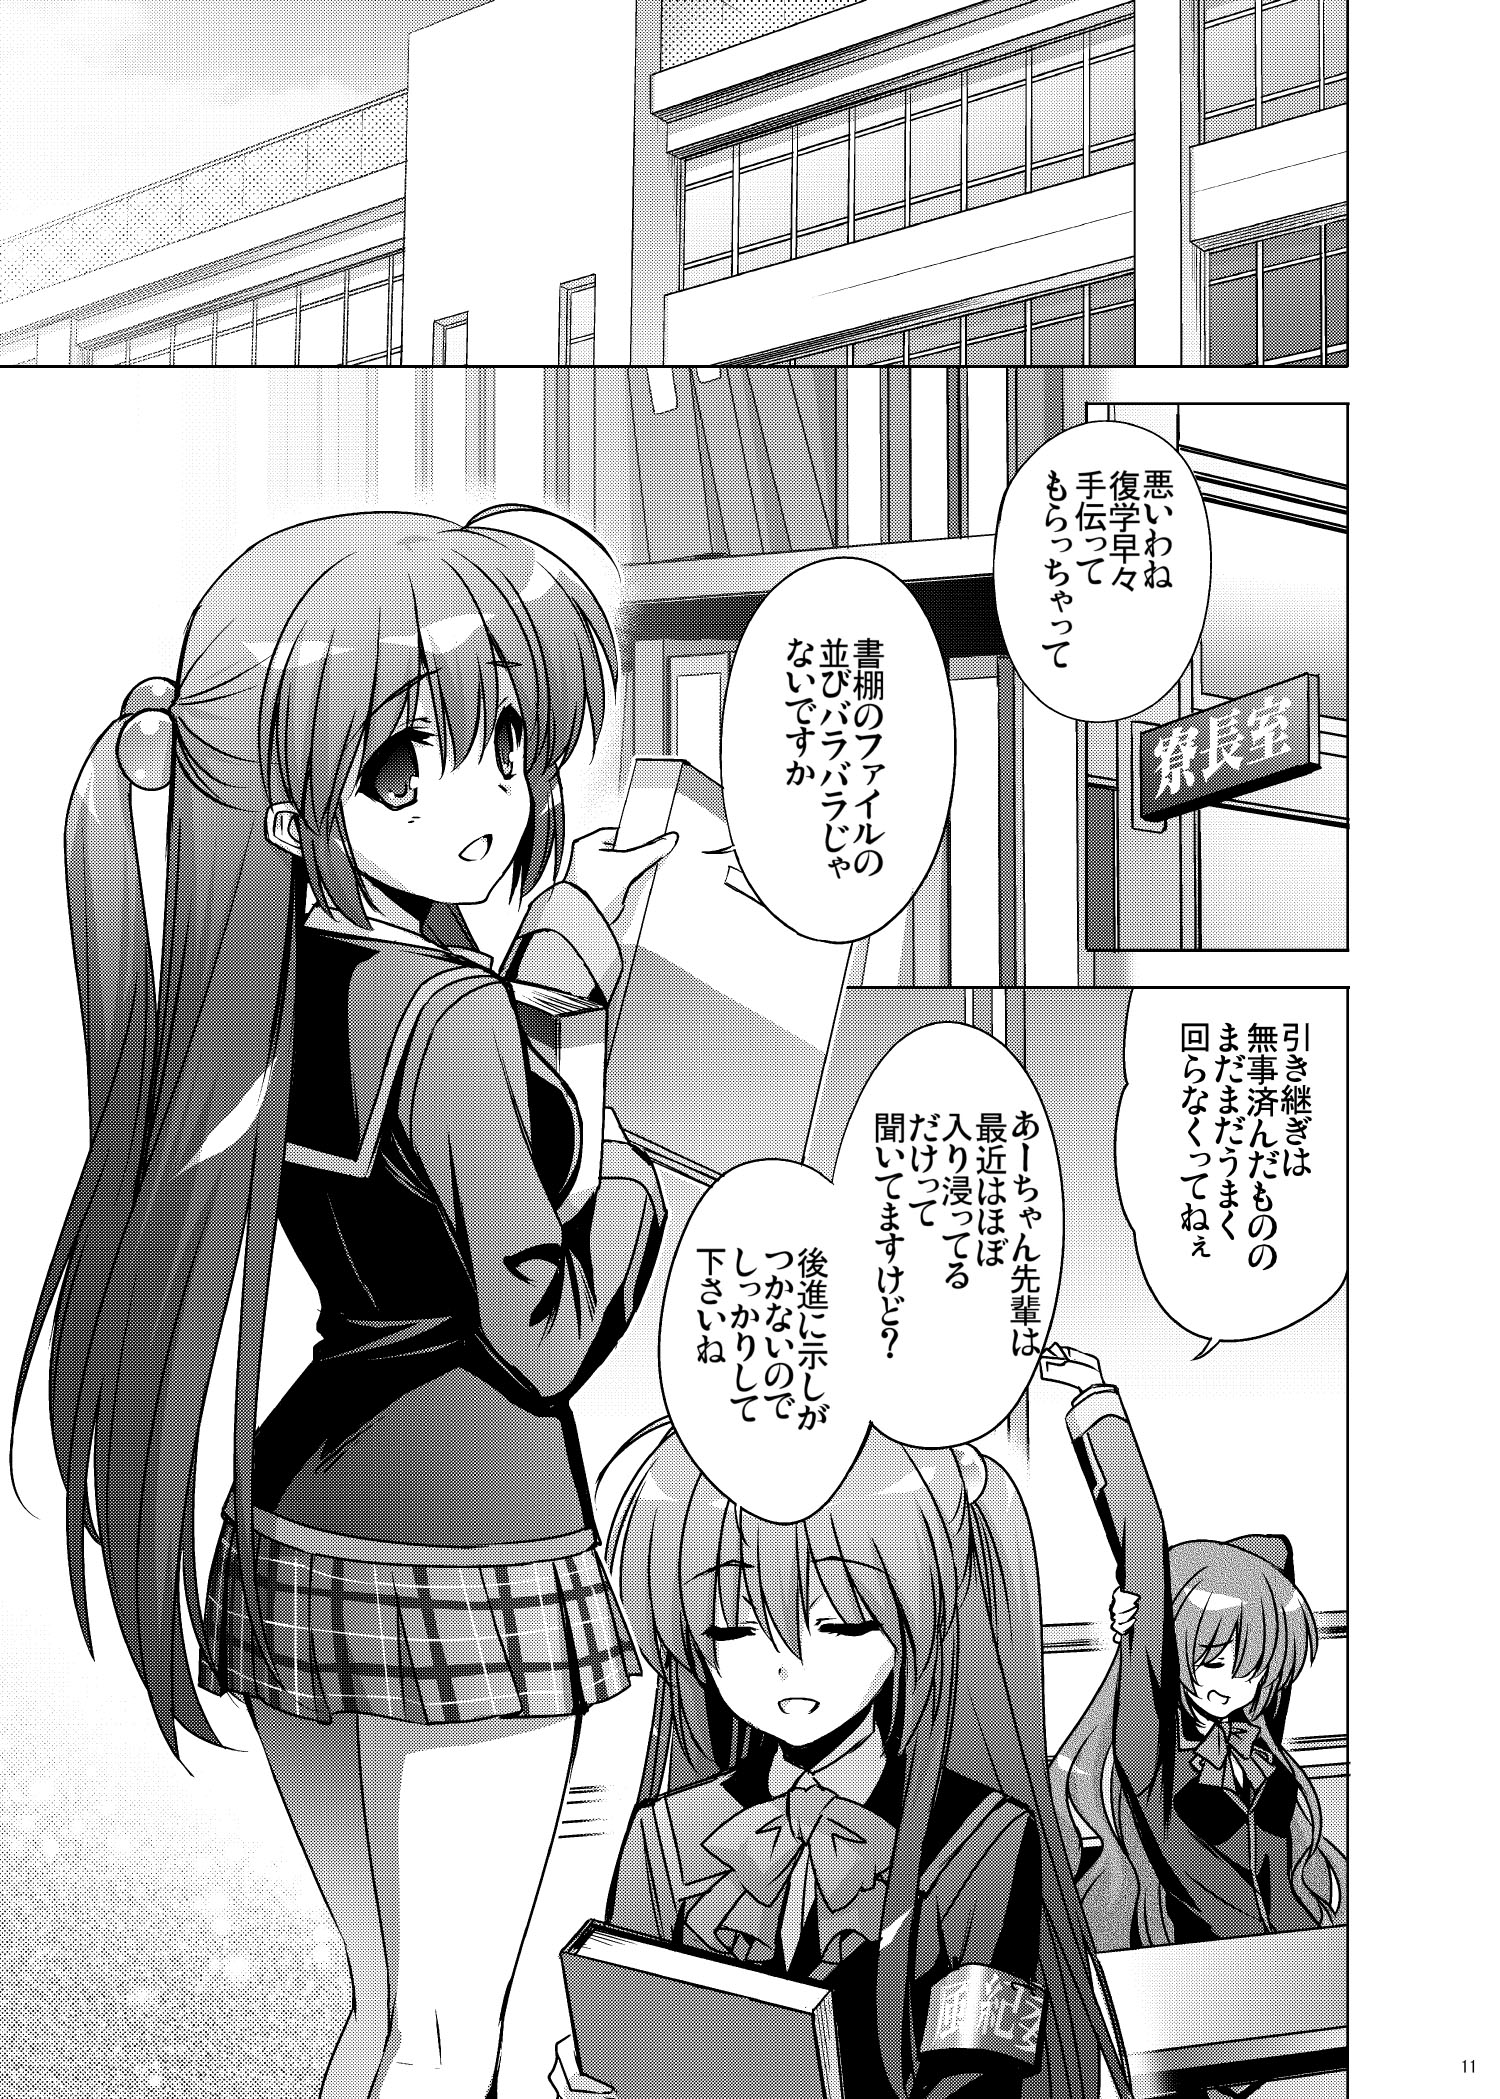 悪いわね
復学早々
手伝って
もらっちゃって
寮長室
書棚のファイルの
並びバラバラじゃ
ないですか
引き継ぎは
無事済んだものの
まだまだうまく
回らなくってねぇ
あーちゃん先輩は
最近はほぼ
入り浸ってる
だけって
聞いてますけど?
後進に示しが
つかないので
しっかりして
下さいね
風紀委
11